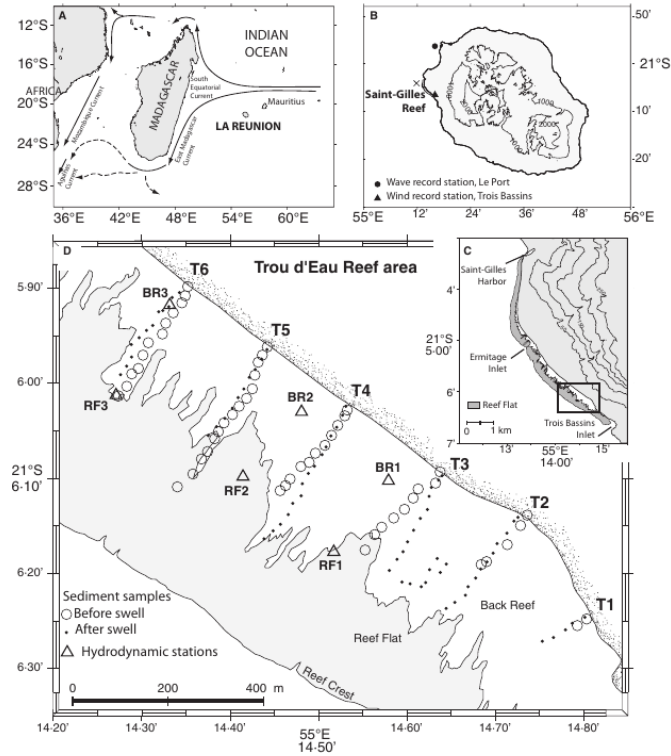 A
12°S
16°S
20°S
24°S
28°S
36°E
42°E
48°E
54°E
60°E
AFRICA
MADAGASCAR
INDIAN
OCEAN
South
Equatorial
Current
Mauritius
LA REUNION
Mozambique Current
East Madagascar
Current
Agulhas
Current
B
50'
21°S
10'
20'
Saint-Gilles
Reef
1000
1000
2000
1000
Wave record station, Le Port
Wind record station, Trois Bassins
55°E
12'
24'
36'
48'
56°E
C
Saint-Gilles
Harbor
4'
21°S
5-00'
Ermitage
Inlet
6'
Reef Flat
0
1 km
Trois Bassins
Inlet
13'
55°E
14-00'
15'
D
Trou d'Eau Reef area
5-90'
6-00'
21°S
6-10'
6-20'
6-30'
T6
T5
T4
T3
T2
T1
BR3
BR2
BR1
RF3
RF2
RF1
Back Reef
Reef Flat
Reef Crest
Sediment samples
Before swell
After swell
Hydrodynamic stations
0
200
400
m
14-20'
14-30'
14-40'
55°E
14-50'
14-60'
14-70'
14-80'